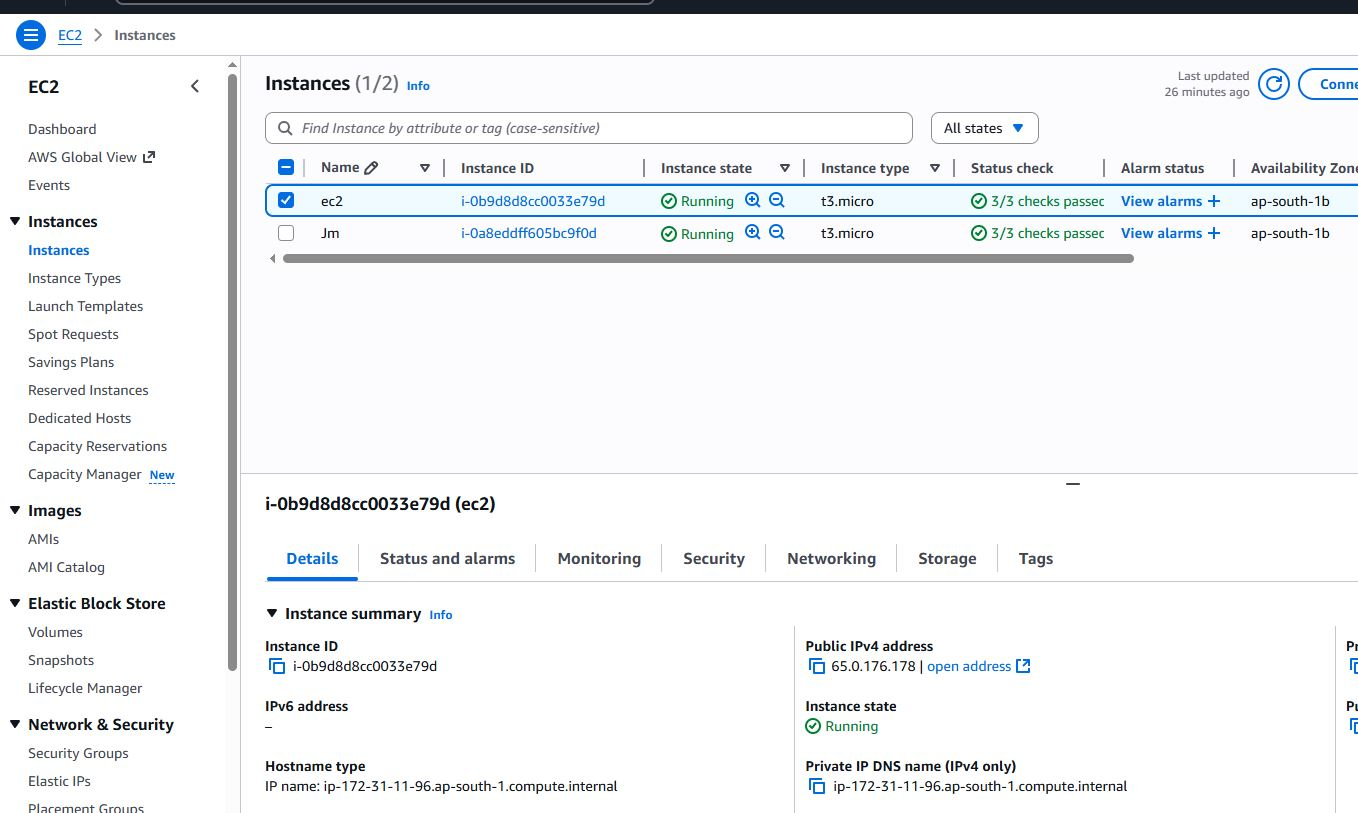 EC2 > Instances
EC2
Dashboard
AWS Global View
Events
Instances
Instances
Instance Types
Launch Templates
Spot Requests
Savings Plans
Reserved Instances
Dedicated Hosts
Capacity Reservations
Capacity Manager New
Images
AMIs
AMI Catalog
Elastic Block Store
Volumes
Snapshots
Lifecycle Manager
Network & Security
Security Groups
Elastic IPs
Placement Groups
Instances (1/2) Info
Last updated
26 minutes ago
Conne
Find Instance by attribute or tag (case-sensitive)
All states
Name Instance ID Instance state Instance type Status check Alarm status Availability Zone
ec2 i-0b9d8d8cc0033e79d Running t3.micro 3/3 checks passec View alarms + ap-south-1b
Jm i-0a8eddff605bc9f0d Running t3.micro 3/3 checks passec View alarms + ap-south-1b
i-0b9d8d8cc0033e79d (ec2)
Details Status and alarms Monitoring Security Networking Storage Tags
Instance summary Info
Instance ID
i-0b9d8d8cc0033e79d
IPv6 address
–
Hostname type
IP name: ip-172-31-11-96.ap-south-1.compute.internal
Public IPv4 address
65.0.176.178 | open address
Instance state
Running
Private IP DNS name (IPv4 only)
ip-172-31-11-96.ap-south-1.compute.internal